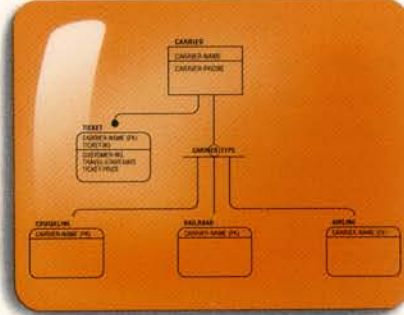 CARRIER
CARRIER-NAME
CARRIER-PHONE
TICKET
CARRIER-NAME (FK)
TICKET-NO
CUSTOMER-NO
TRAVEL-START-DATE
TICKET-PRICE
CARRIER-TYPE
CRUISELINE
CARRIER-NAME (FK)
RAILROAD
CARRIER-NAME (FK)
AIRLINE
CARRIER-NAME (FK)